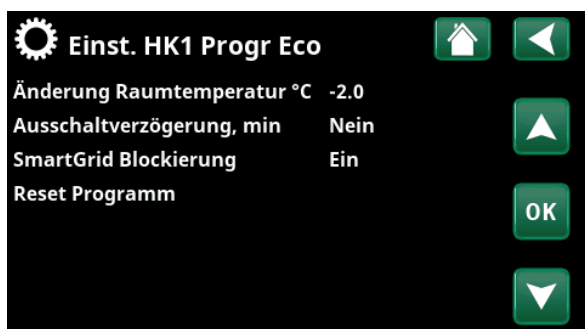 Einst. HK1 Progr Eco
Änderung Raumtemperatur °C -2.0
Ausschaltverzögerung, min Nein
SmartGrid Blockierung Ein
Reset Programm
OK